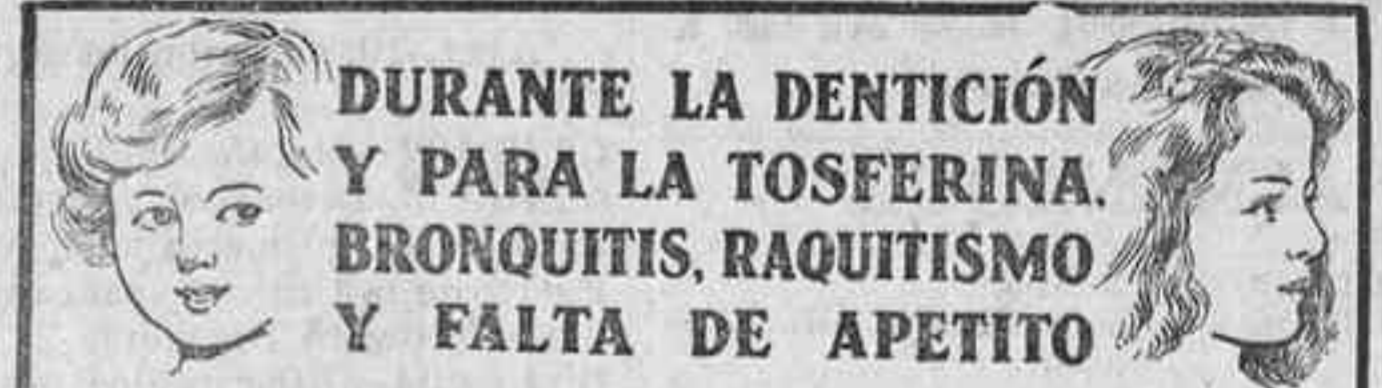 DURANTE LA DENTICIÓN
Y PARA LA TOSFERINA.
BRONQUITIS, RAQUITISMO
Y FALTA DE APETITO